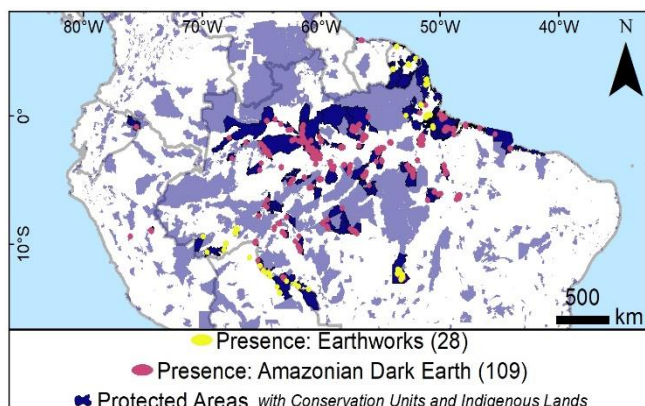 80°W 70°W 60°W 50°W 40°W N
0°
10°S
500
km
Presence: Earthworks (28)
Presence: Amazonian Dark Earth (109)
Protected Areas with Conservation Units and Indigenous Lands